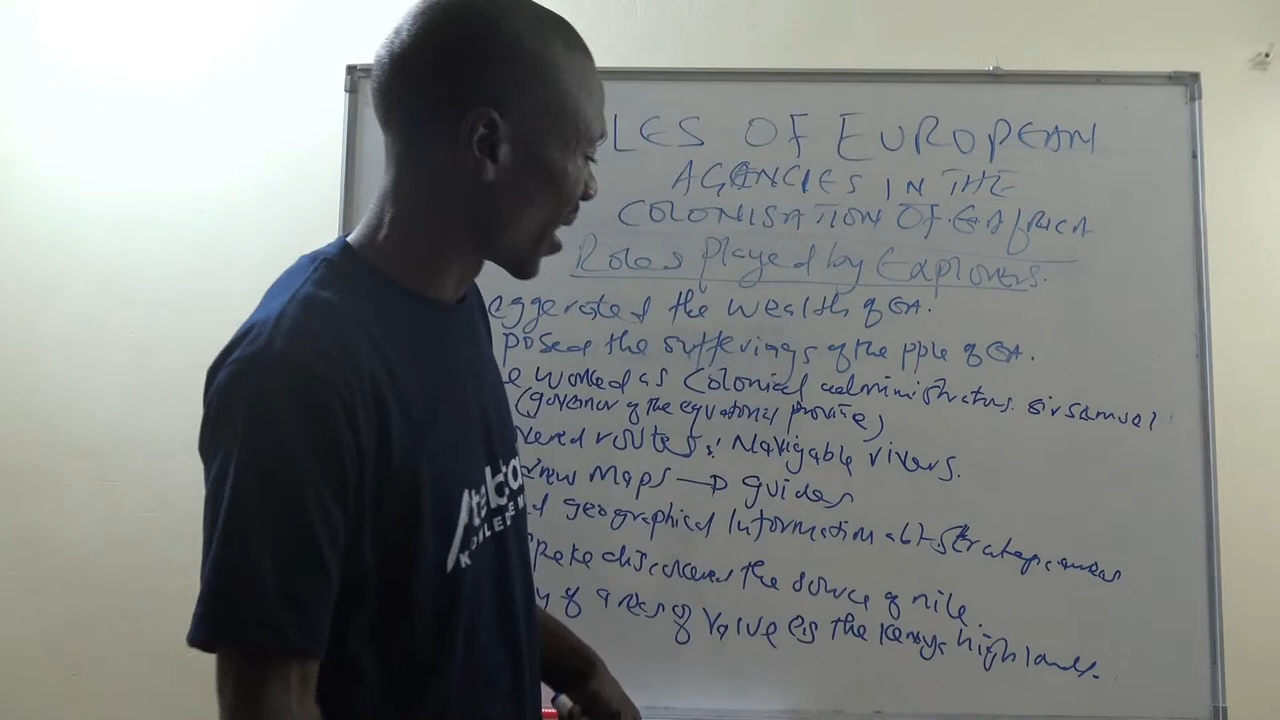 LES OF EUROPEAN
AGENCIES IN THE
COLONISATION OF E. AfRICA
Roles Played by Explorers.
eggerated the wealth of EA.
posed the sufferings of the pple of EA.
e worked as Colonial administrators. sir samuel
(governor of the equatorial provice)
vered routes: Navigable rivers.
drew maps → guides
d geographical Information abt strategic areas
speke discovered the source of nile.
y of areas of value eg the Kenya highlands.